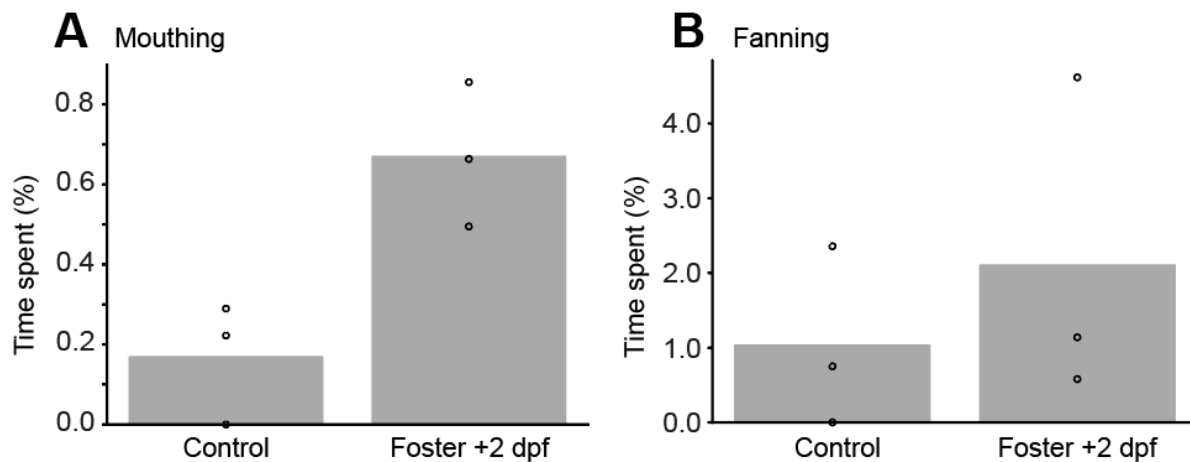 A Mouthing
Time spent (%)
0.8
0.6
0.4
0.2
0.0
Control Foster +2 dpf
B Fanning
Time spent (%)
4.0
3.0
2.0
1.0
0.0
Control Foster +2 dpf